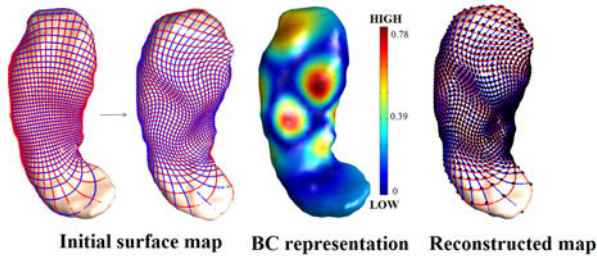 HIGH
0.78
0.39
0
LOW
Initial surface map
BC representation
Reconstructed map